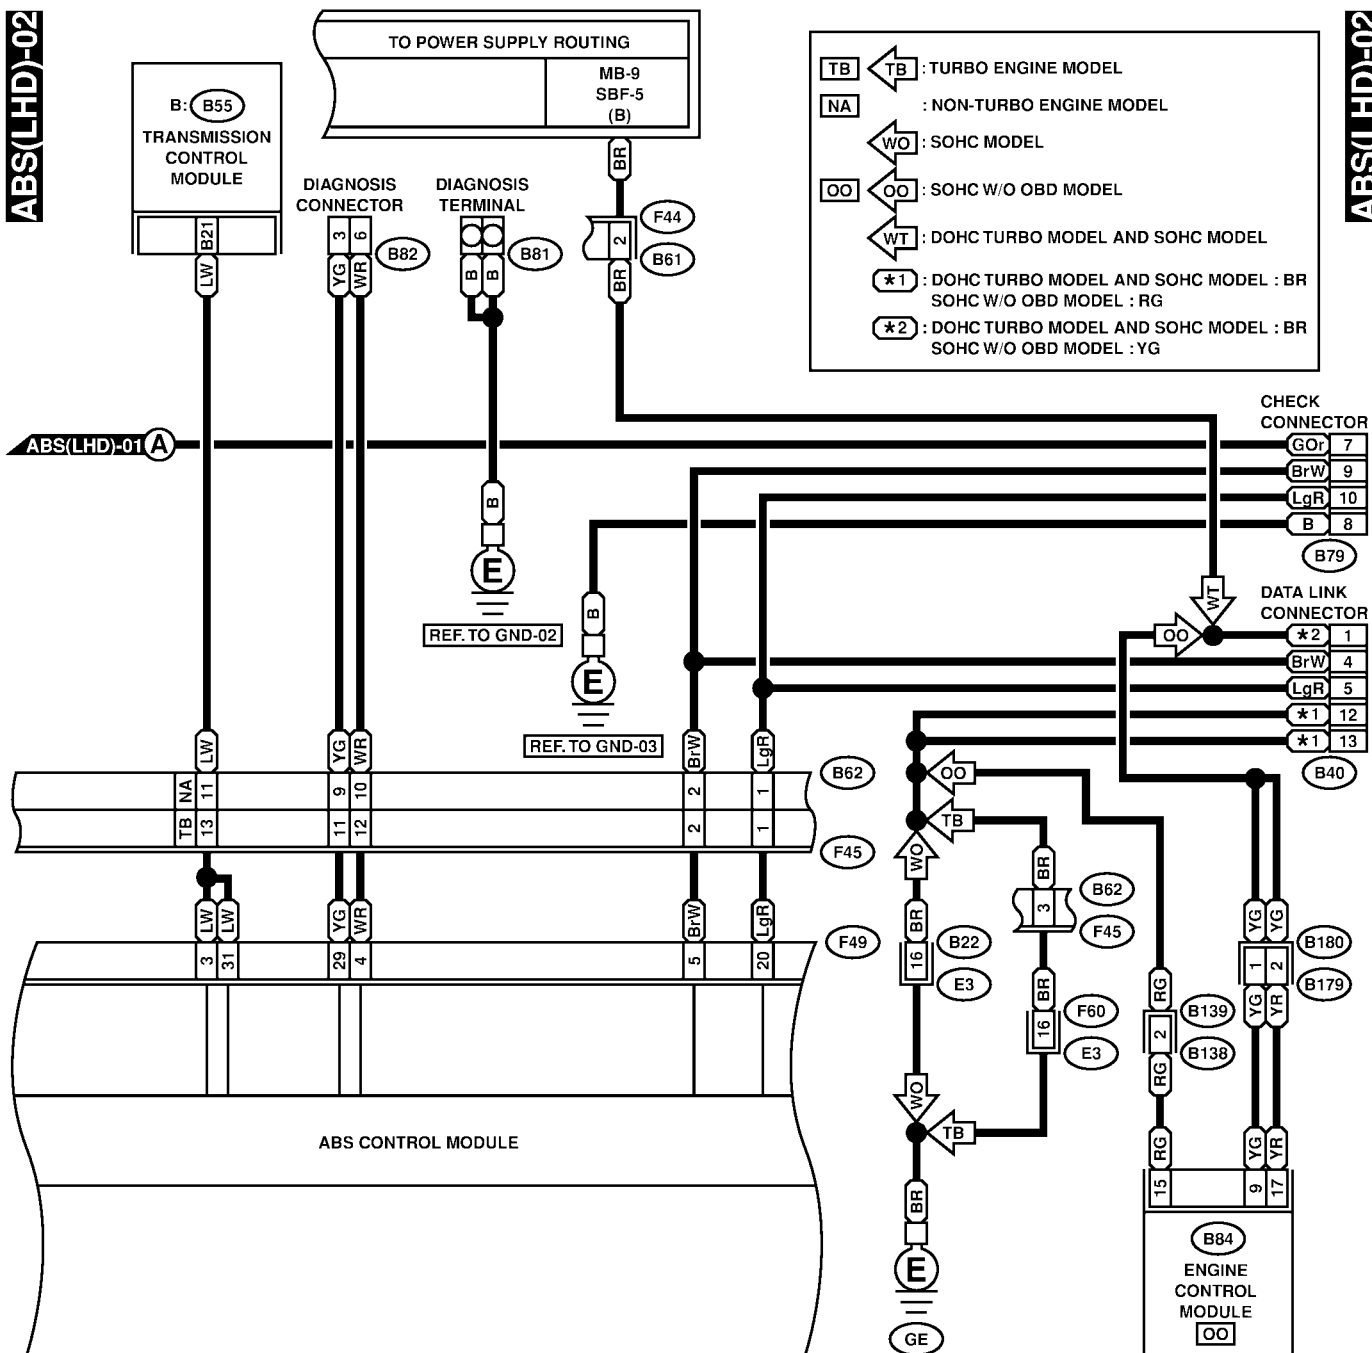 ABS(LHD)-02
ABS(LHD)-02
TO POWER SUPPLY ROUTING
MB-9
SBF-5
(B)
B: B55
TRANSMISSION
CONTROL
MODULE
B21
LW
DIAGNOSIS
CONNECTOR
3 6
B82
YG WR
DIAGNOSIS
TERMINAL
B81
B B
BR
F44
2
B61
BR
TB TB : TURBO ENGINE MODEL
NA : NON-TURBO ENGINE MODEL
WO : SOHC MODEL
OO OO : SOHC W/O OBD MODEL
WT : DOHC TURBO MODEL AND SOHC MODEL
*1 : DOHC TURBO MODEL AND SOHC MODEL : BR
SOHC W/O OBD MODEL : RG
*2 : DOHC TURBO MODEL AND SOHC MODEL : BR
SOHC W/O OBD MODEL : YG
ABS(LHD)-01 A
CHECK
CONNECTOR
GOr 7
BrW 9
LgR 10
B 8
B79
B
E
REF. TO GND-02
B
E
REF. TO GND-03
DATA LINK
CONNECTOR
WT
OO
*2 1
BrW 4
LgR 5
*1 12
*1 13
B40
LW YG WR BrW LgR
NA 11 9 10 2 1
B62
TB 13 11 12 2 1
F45
LW LW YG WR BrW LgR
3 31 29 4 5 20
F49
ABS CONTROL MODULE
OO
TB
WO
BR
16
B22
E3
WO
BR
3
B62
F45
BR
16
F60
E3
TB
BR
E
GE
RG
2
B139
B138
RG
RG
YG YG
1 2
B180
B179
YG YR
YG YR
15 9 17
B84
ENGINE
CONTROL
MODULE
OO